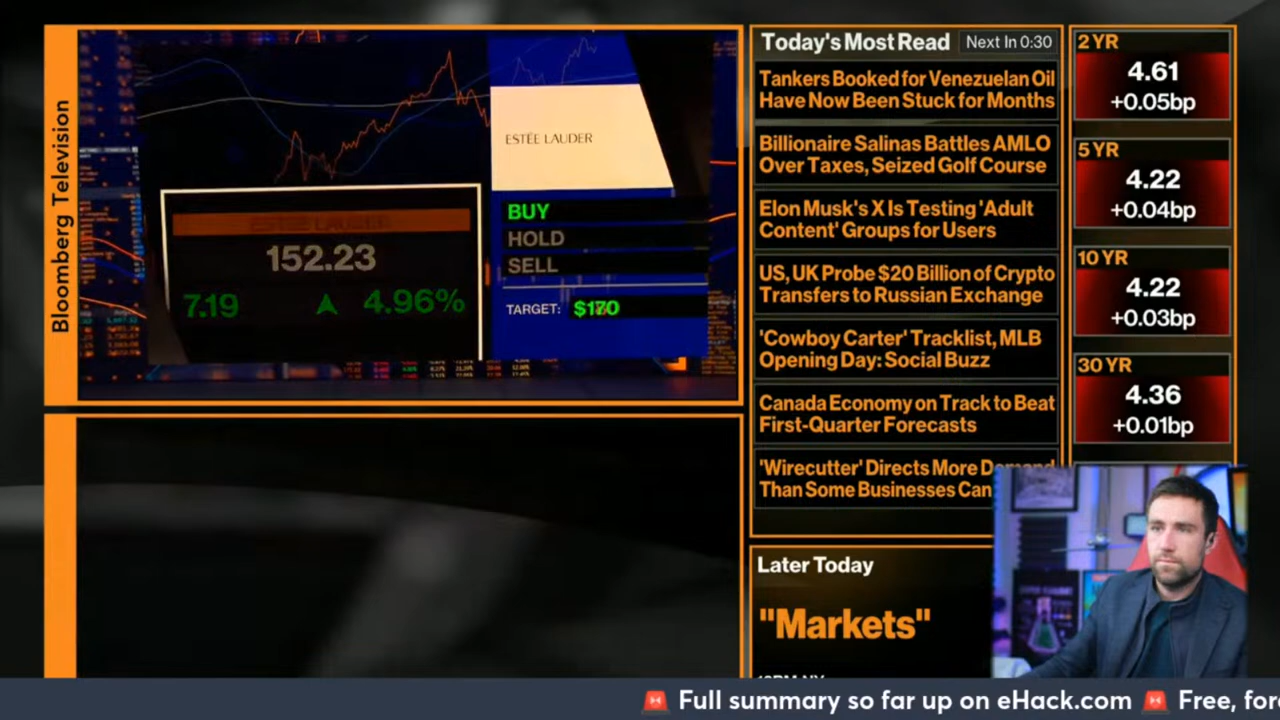 Bloomberg Television
ESTĒE LAUDER
152.23
7.19
4.96%
ESTÉE LAUDER
BUY
HOLD
SELL
TARGET:
Today's Most Read
Next In 0:30
Tankers Booked for Venezuelan Oil
Have Now Been Stuck for Months
Billionaire Salinas Battles AMLO
Over Taxes, Seized Golf Course
Elon Musk's X Is Testing 'Adult
Content' Groups for Users
US, UK Probe $20 Billion of Crypto
Transfers to Russian Exchange
'Cowboy Carter' Tracklist, MLB
Opening Day: Social Buzz
Canada Economy on Track to Beat
First-Quarter Forecasts
'Wirecutter' Directs More Demand
Than Some Businesses Can
2 YR
4.61
+0.05bp
5 YR
4.22
+0.04bp
10 YR
4.22
+0.03bp
30 YR
4.36
+0.01bp
Later Today
"Markets"
🚨 Full summary so far up on eHack.com 🚨 Free, for